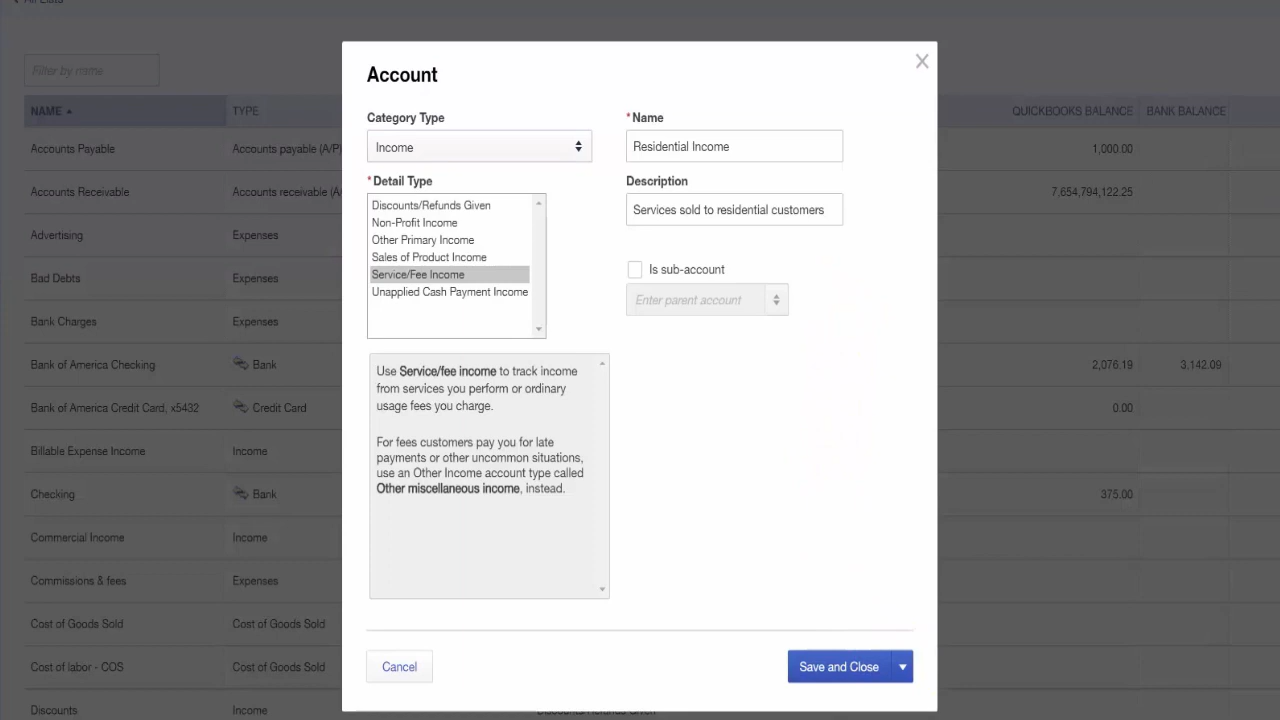 All Lists
Filter by name
NAME
TYPE
QUICKBOOKS BALANCE
BANK BALANCE
Accounts Payable
Accounts payable (A/P)
1,000.00
Accounts Receivable
Accounts receivable (A/
7,654,794,122.25
Advertising
Expenses
Bad Debts
Expenses
Bank Charges
Expenses
Bank of America Checking
Bank
2,076.19
3,142.09
Bank of America Credit Card, x5432
Credit Card
0.00
Billable Expense Income
Income
Checking
Bank
375.00
Commercial Income
Income
Commissions & fees
Expenses
Cost of Goods Sold
Cost of Goods Sold
Cost of labor - COS
Cost of Goods Sold
Discounts
Income
Discounts/Refunds Given
Account
Category Type
Income
* Detail Type
Discounts/Refunds Given
Non-Profit Income
Other Primary Income
Sales of Product Income
Service/Fee Income
Unapplied Cash Payment Income
Use Service/fee income to track income
from services you perform or ordinary
usage fees you charge.
For fees customers pay you for late
payments or other uncommon situations,
use an Other Income account type called
Other miscellaneous income, instead.
* Name
Residential Income
Description
Services sold to residential customers
Is sub-account
Enter parent account
Cancel
Save and Close